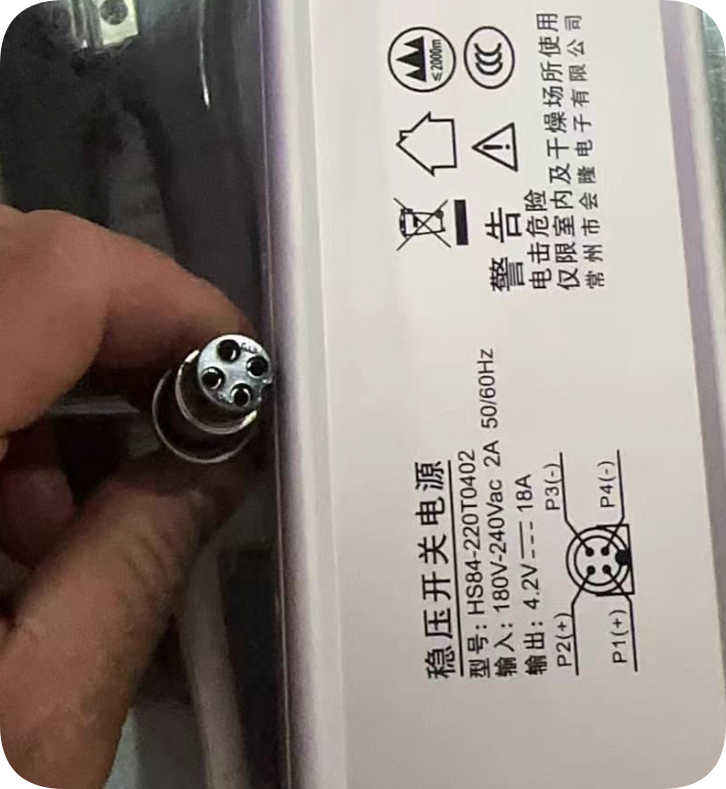 稳压开关电源
型号: HS84-220T0402
输入: 180V-240Vac 2A 50/60Hz
输出: 4.2V⎓18A
P2(+) P3(-)
P1(+) P4(-)
≤2000m
CCC
警告
电击危险
仅限室内及干燥场所使用
常州市会隆电子有限公司